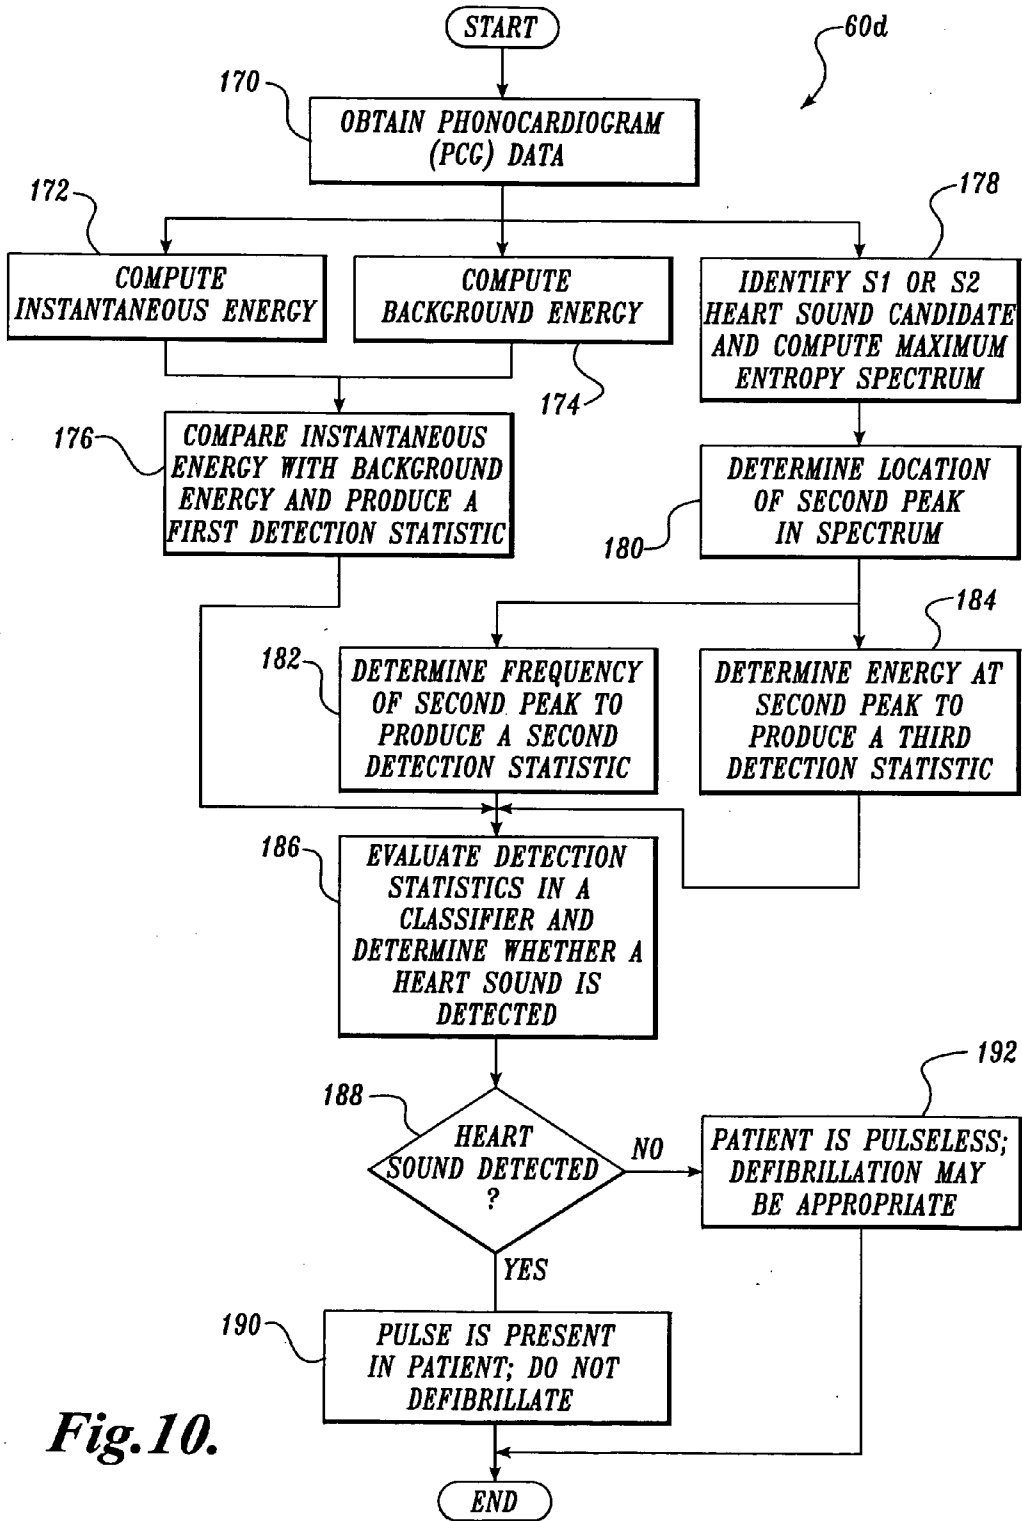 START
60d
170
OBTAIN PHONOCARDIOGRAM
(PCG) DATA
172
COMPUTE
INSTANTANEOUS ENERGY
COMPUTE
BACKGROUND ENERGY
174
178
IDENTIFY S1 OR S2
HEART SOUND CANDIDATE
AND COMPUTE MAXIMUM
ENTROPY SPECTRUM
176
COMPARE INSTANTANEOUS
ENERGY WITH BACKGROUND
ENERGY AND PRODUCE A
FIRST DETECTION STATISTIC
DETERMINE LOCATION
OF SECOND PEAK
IN SPECTRUM
180
182
DETERMINE FREQUENCY
OF SECOND PEAK TO
PRODUCE A SECOND
DETECTION STATISTIC
184
DETERMINE ENERGY AT
SECOND PEAK TO
PRODUCE A THIRD
DETECTION STATISTIC
186
EVALUATE DETECTION
STATISTICS IN A
CLASSIFIER AND
DETERMINE WHETHER A
HEART SOUND IS
DETECTED
188
HEART
SOUND DETECTED
?
NO
192
PATIENT IS PULSELESS;
DEFIBRILLATION MAY
BE APPROPRIATE
YES
190
PULSE IS PRESENT
IN PATIENT; DO NOT
DEFIBRILLATE
Fig.10.
END